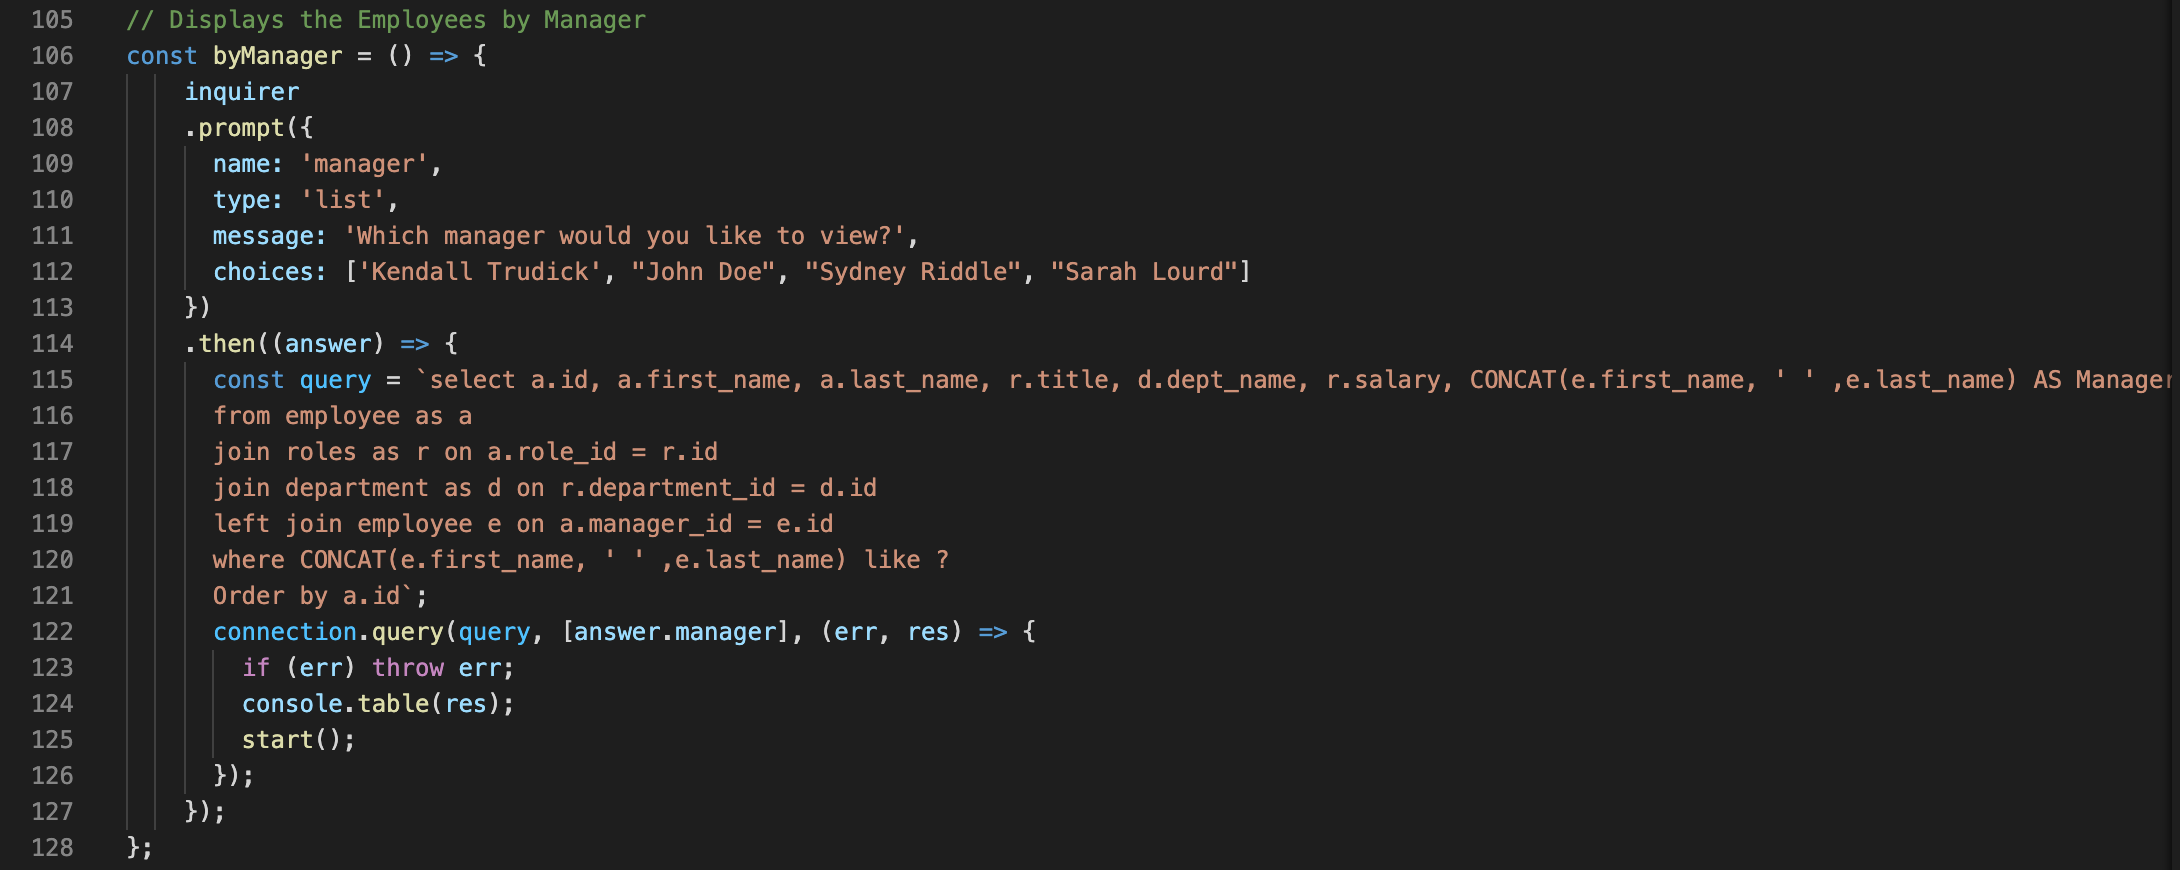 105 // Displays the Employees by Manager
106 const byManager = () => {
107 inquirer
108 .prompt({
109 name: 'manager',
110 type: 'list',
111 message: 'Which manager would you like to view?',
112 choices: ['Kendall Trudick', "John Doe", "Sydney Riddle", "Sarah Lourd"]
113 })
114 .then((answer) => {
115 const query = `select a.id, a.first_name, a.last_name, r.title, d.dept_name, r.salary, CONCAT(e.first_name, ' ' ,e.last_name) AS Manager
116 from employee as a
117 join roles as r on a.role_id = r.id
118 join department as d on r.department_id = d.id
119 left join employee e on a.manager_id = e.id
120 where CONCAT(e.first_name, ' ' ,e.last_name) like ?
121 Order by a.id`;
122 connection.query(query, [answer.manager], (err, res) => {
123 if (err) throw err;
124 console.table(res);
125 start();
126 });
127 });
128 };